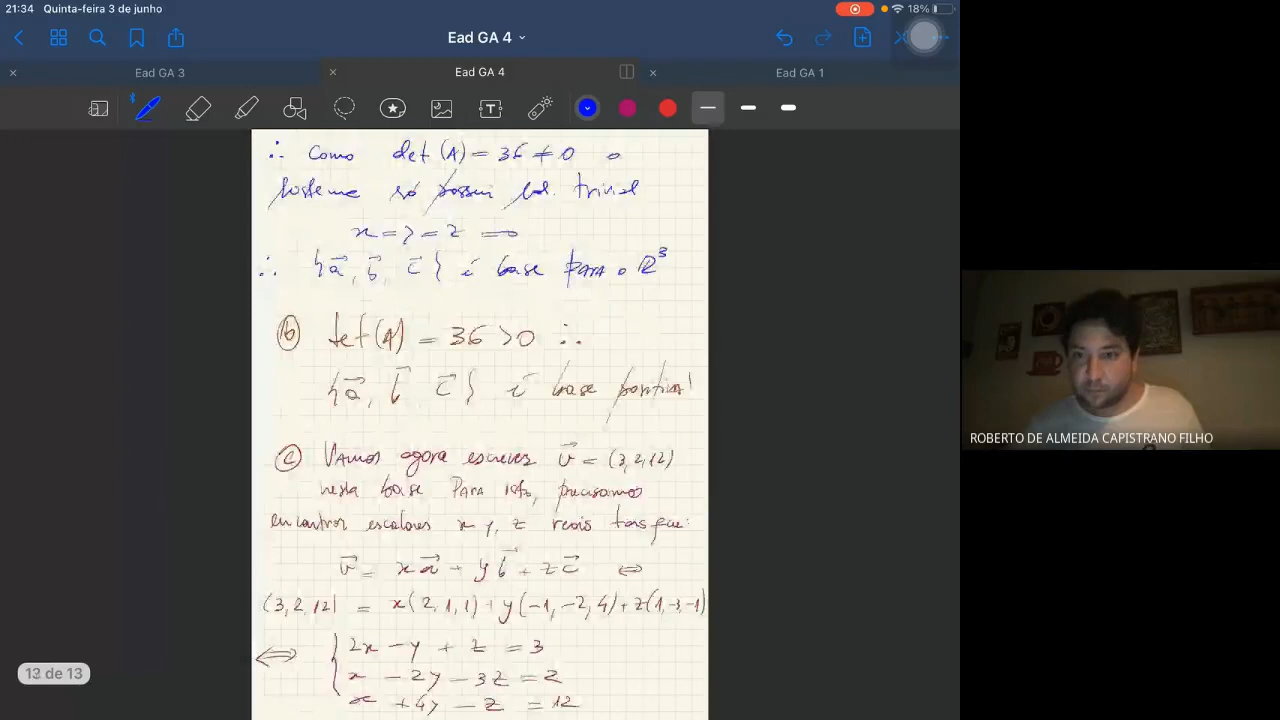 21:34 Quinta-feira 3 de junho
18%
Ead GA 4
Ead GA 3
Ead GA 4
Ead GA 1
∴ Como det (A) = 36 ≠ 0 o
sistema só possui sol. trivial
x = y = z = 0
∴ {a⃗, b⃗, c⃗} é base para o ℝ³
(b) det(A) = 36 > 0 ∴
{a⃗, b⃗, c⃗} é base positiva!
(c) Vamos agora escrever v⃗ = (3,2,12)
nesta base Para isto, precisamos
encontrar escalares x y, z reais tais que:
v⃗ = xa⃗ + yb⃗ + zc⃗ ⇔
(3,2,12) = x(2,1,1) + y(-1,-2,4) + z(1,-3,-1)
⇔ { 2x - y + z = 3
x - 2y - 3z = 2
x + 4y - z = 12
13 de 13
ROBERTO DE ALMEIDA CAPISTRANO FILHO